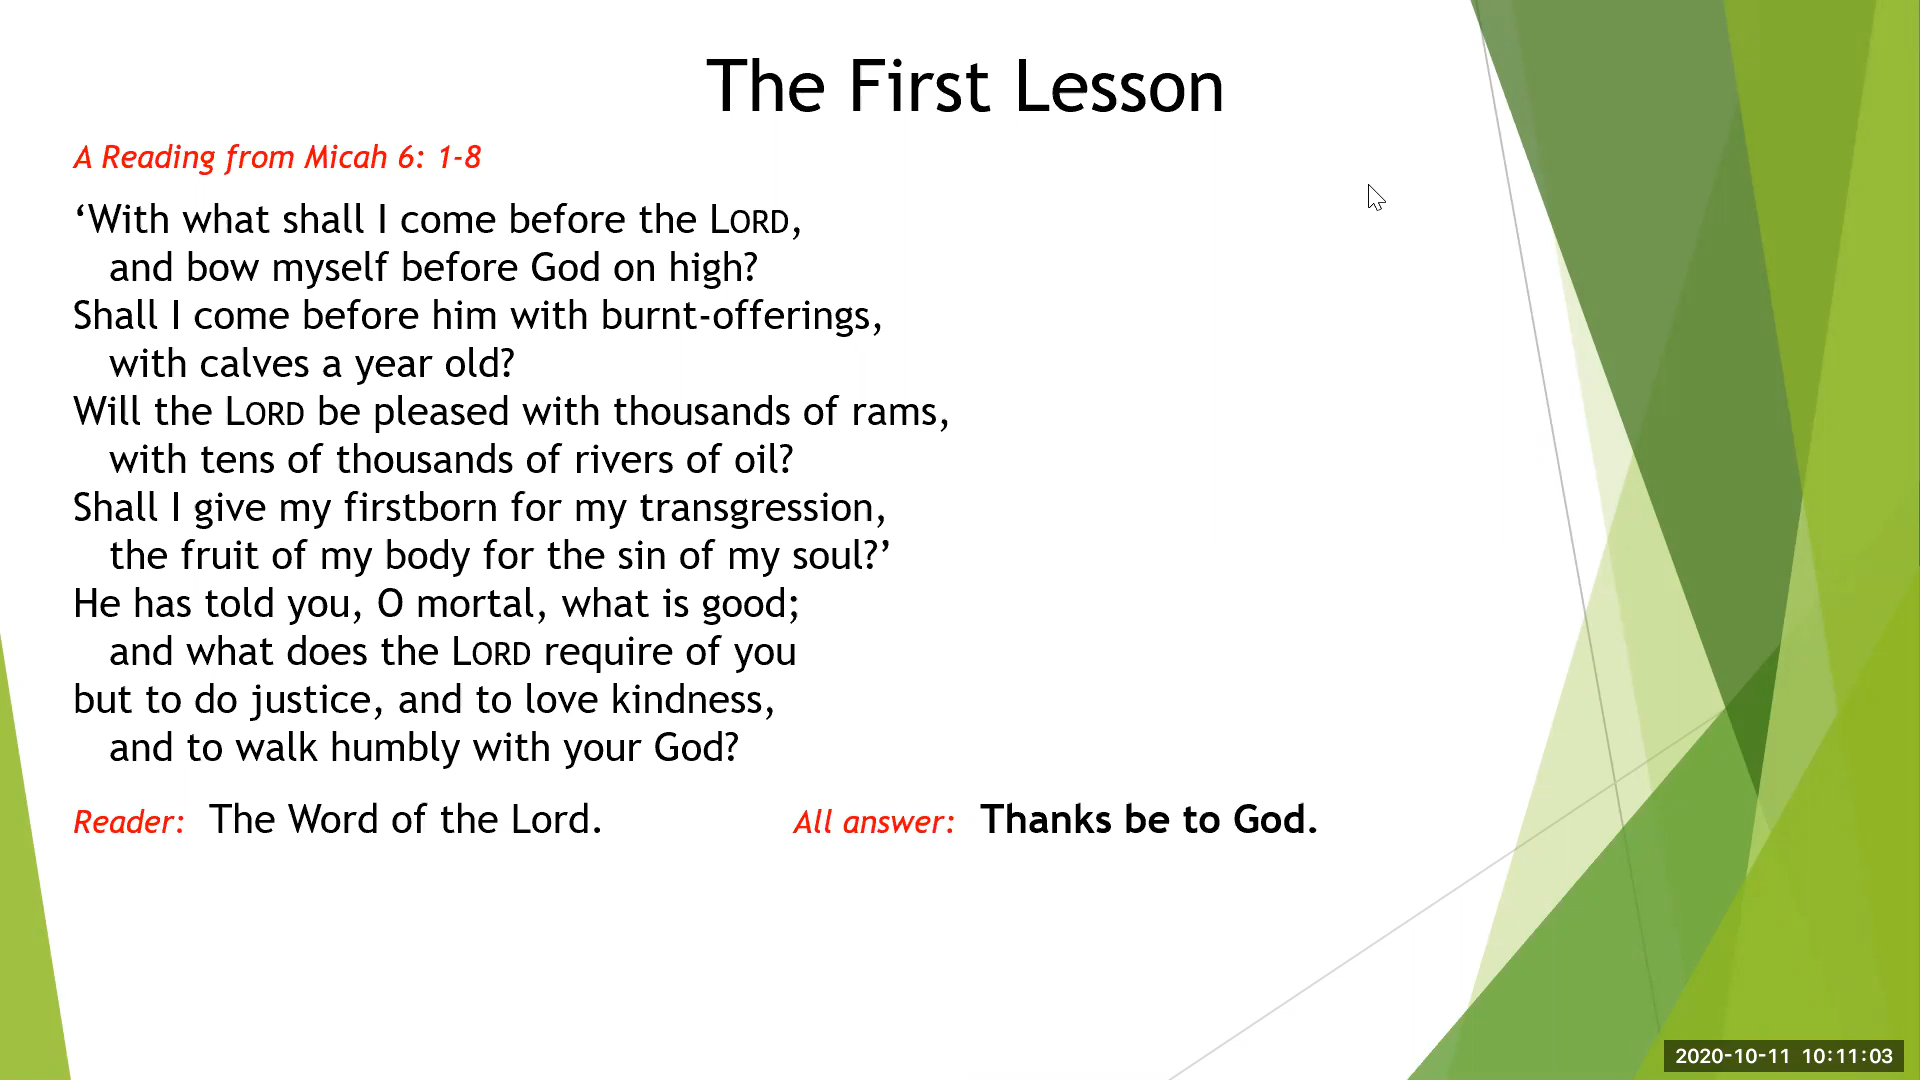 The First Lesson
A Reading from Micah 6: 1-8
‘With what shall I come before the LORD,
and bow myself before God on high?
Shall I come before him with burnt-offerings,
with calves a year old?
Will the LORD be pleased with thousands of rams,
with tens of thousands of rivers of oil?
Shall I give my firstborn for my transgression,
the fruit of my body for the sin of my soul?’
He has told you, O mortal, what is good;
and what does the LORD require of you
but to do justice, and to love kindness,
and to walk humbly with your God?
Reader: The Word of the Lord. All answer: Thanks be to God.
2020-10-11 10:11:03